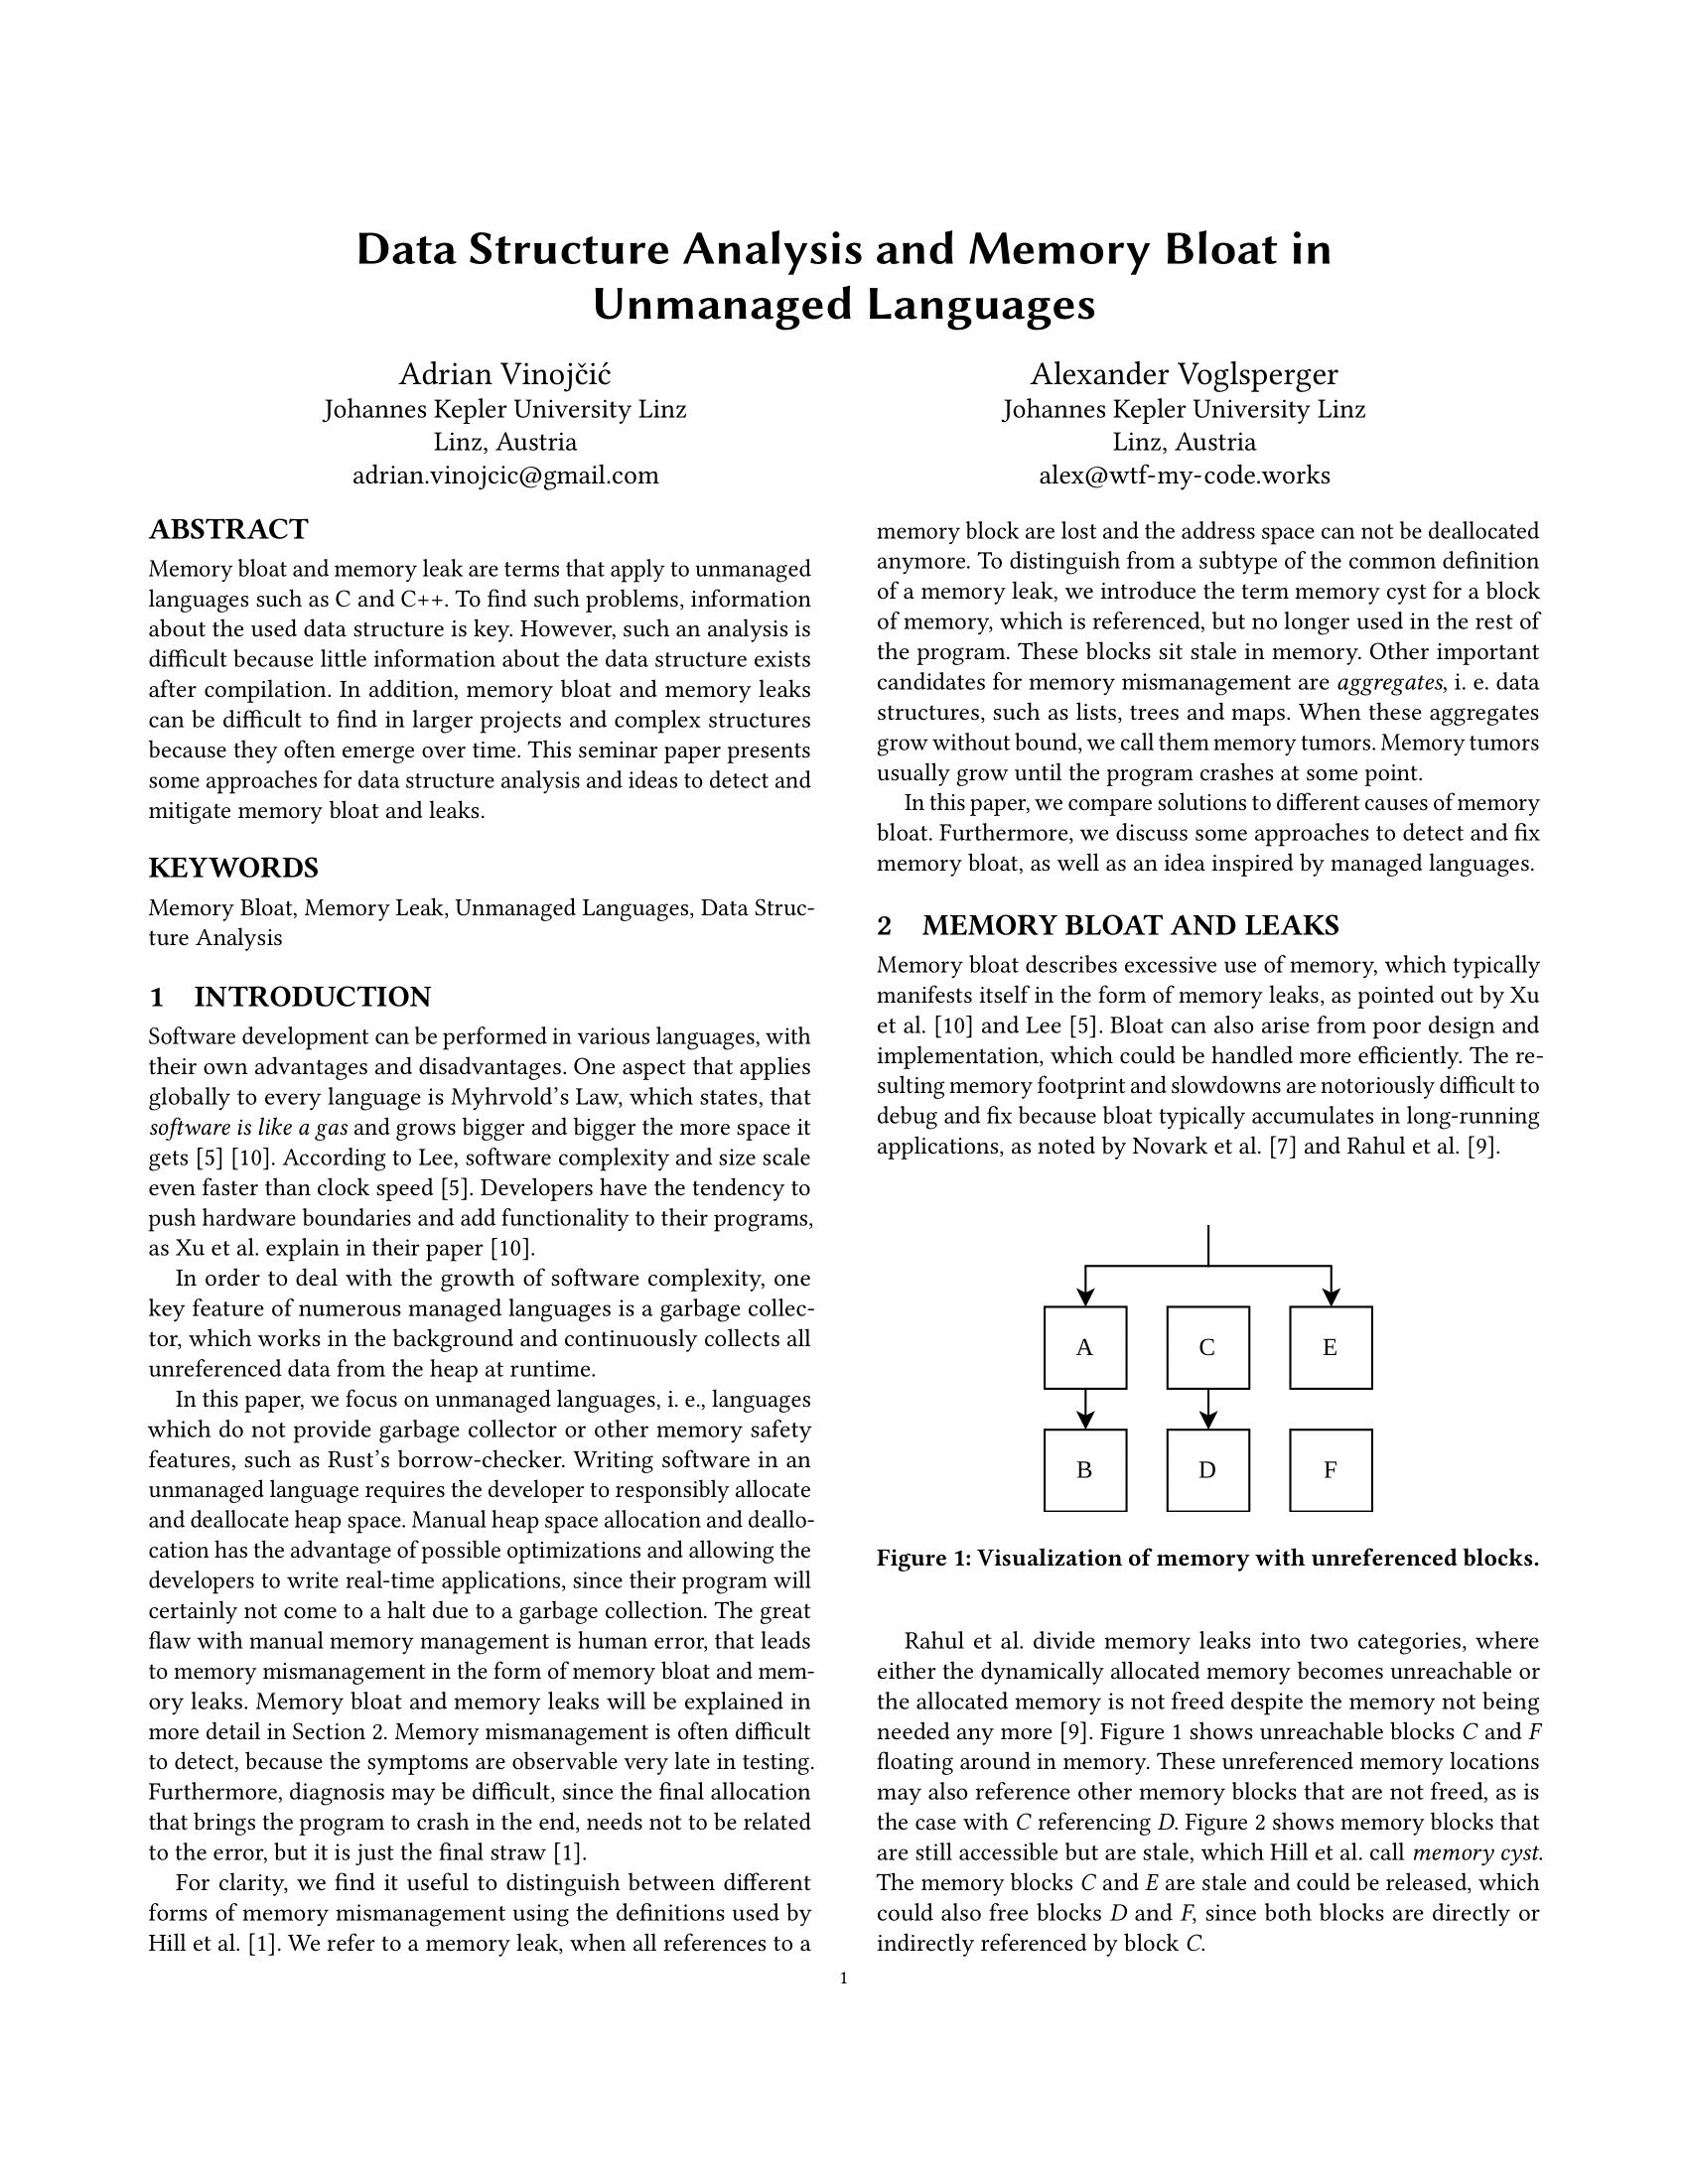 Data Structure Analysis and Memory Bloat in
Unmanaged Languages
Adrian Vinojčić
Johannes Kepler University Linz
Linz, Austria
adrian.vinojcic@gmail.com
Alexander Voglsperger
Johannes Kepler University Linz
Linz, Austria
alex@wtf-my-code.works
ABSTRACT
Memory bloat and memory leak are terms that apply to unmanaged
languages such as C and C++. To find such problems, information
about the used data structure is key. However, such an analysis is
difficult because little information about the data structure exists
after compilation. In addition, memory bloat and memory leaks
can be difficult to find in larger projects and complex structures
because they often emerge over time. This seminar paper presents
some approaches for data structure analysis and ideas to detect and
mitigate memory bloat and leaks.
KEYWORDS
Memory Bloat, Memory Leak, Unmanaged Languages, Data Struc-
ture Analysis
1 INTRODUCTION
Software development can be performed in various languages, with
their own advantages and disadvantages. One aspect that applies
globally to every language is Myhrvold's Law, which states, that
software is like a gas and grows bigger and bigger the more space it
gets [5] [10]. According to Lee, software complexity and size scale
even faster than clock speed [5]. Developers have the tendency to
push hardware boundaries and add functionality to their programs,
as Xu et al. explain in their paper [10].
In order to deal with the growth of software complexity, one
key feature of numerous managed languages is a garbage collec-
tor, which works in the background and continuously collects all
unreferenced data from the heap at runtime.
In this paper, we focus on unmanaged languages, i. e., languages
which do not provide garbage collector or other memory safety
features, such as Rust's borrow-checker. Writing software in an
unmanaged language requires the developer to responsibly allocate
and deallocate heap space. Manual heap space allocation and deallo-
cation has the advantage of possible optimizations and allowing the
developers to write real-time applications, since their program will
certainly not come to a halt due to a garbage collection. The great
flaw with manual memory management is human error, that leads
to memory mismanagement in the form of memory bloat and mem-
ory leaks. Memory bloat and memory leaks will be explained in
more detail in Section 2. Memory mismanagement is often difficult
to detect, because the symptoms are observable very late in testing.
Furthermore, diagnosis may be difficult, since the final allocation
that brings the program to crash in the end, needs not to be related
to the error, but it is just the final straw [1].
For clarity, we find it useful to distinguish between different
forms of memory mismanagement using the definitions used by
Hill et al. [1]. We refer to a memory leak, when all references to a
memory block are lost and the address space can not be deallocated
anymore. To distinguish from a subtype of the common definition
of a memory leak, we introduce the term memory cyst for a block
of memory, which is referenced, but no longer used in the rest of
the program. These blocks sit stale in memory. Other important
candidates for memory mismanagement are aggregates, i. e. data
structures, such as lists, trees and maps. When these aggregates
grow without bound, we call them memory tumors. Memory tumors
usually grow until the program crashes at some point.
In this paper, we compare solutions to different causes of memory
bloat. Furthermore, we discuss some approaches to detect and fix
memory bloat, as well as an idea inspired by managed languages.
2 MEMORY BLOAT AND LEAKS
Memory bloat describes excessive use of memory, which typically
manifests itself in the form of memory leaks, as pointed out by Xu
et al. [10] and Lee [5]. Bloat can also arise from poor design and
implementation, which could be handled more efficiently. The re-
sulting memory footprint and slowdowns are notoriously difficult to
debug and fix because bloat typically accumulates in long-running
applications, as noted by Novark et al. [7] and Rahul et al. [9].
A C E
B D F
Figure 1: Visualization of memory with unreferenced blocks.
Rahul et al. divide memory leaks into two categories, where
either the dynamically allocated memory becomes unreachable or
the allocated memory is not freed despite the memory not being
needed any more [9]. Figure 1 shows unreachable blocks C and F
floating around in memory. These unreferenced memory locations
may also reference other memory blocks that are not freed, as is
the case with C referencing D. Figure 2 shows memory blocks that
are still accessible but are stale, which Hill et al. call memory cyst.
The memory blocks C and E are stale and could be released, which
could also free blocks D and F, since both blocks are directly or
indirectly referenced by block C.
1